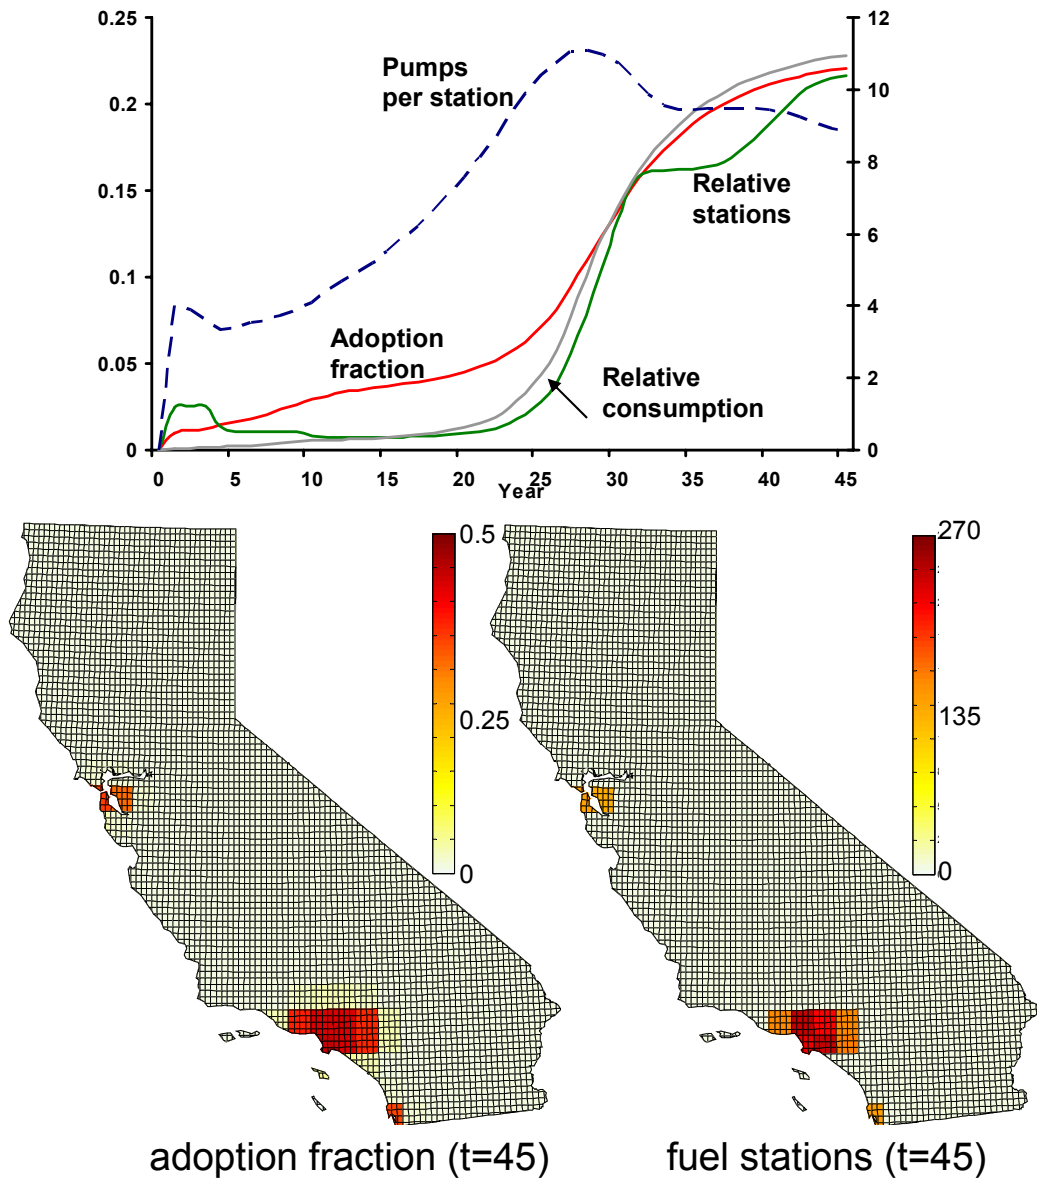 0.25
0.2
0.15
0.1
0.05
0
12
10
8
6
4
2
0
Pumps
per station
Adoption
fraction
Relative
stations
Relative
consumption
0 5 10 15 20 25 30 35 40 45
Year
0.5
0.25
0
270
135
0
adoption fraction (t=45)
fuel stations (t=45)